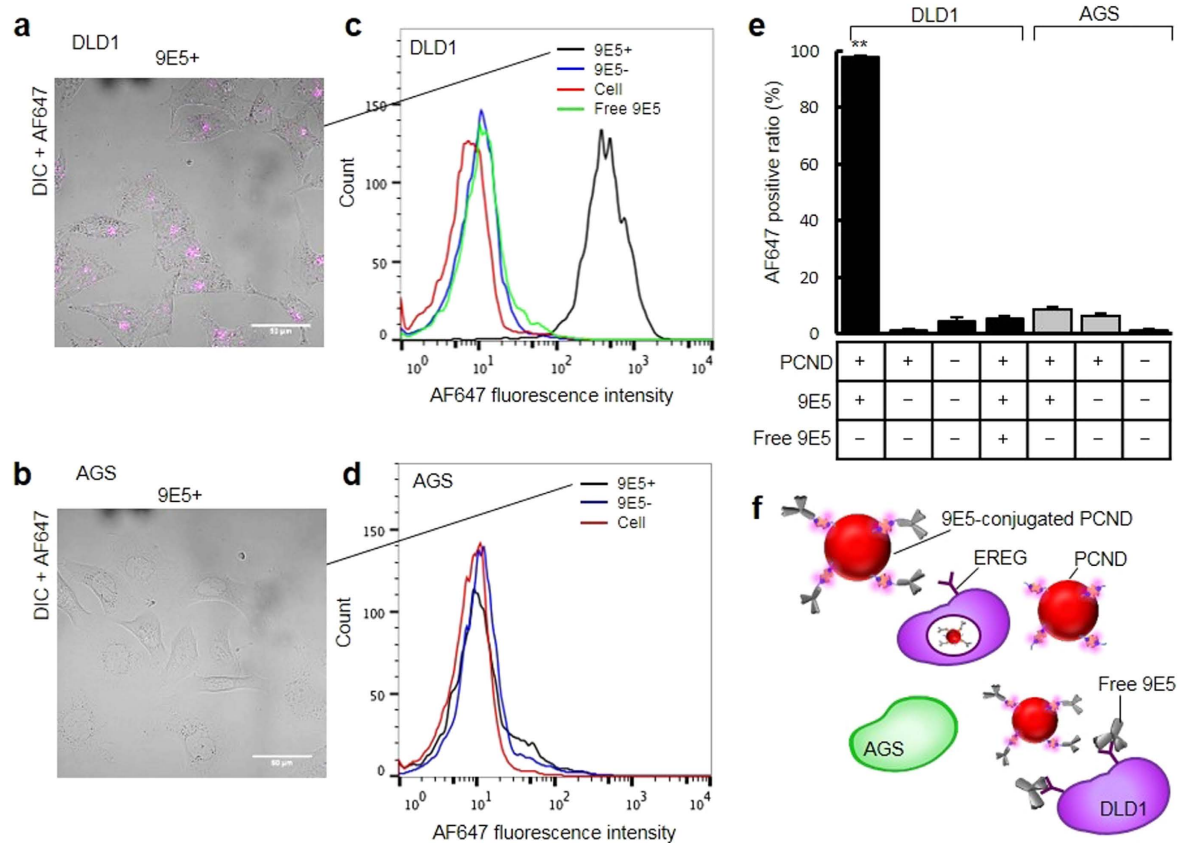 a
DLD1
9E5+
DIC + AF647
50 µm
b
AGS
9E5+
DIC + AF647
50 µm
c
DLD1
9E5+
9E5-
Cell
Free 9E5
Count
150
100
50
0
10^0 10^1 10^2 10^3 10^4
AF647 fluorescence intensity
d
AGS
9E5+
9E5-
Cell
Count
150
100
50
0
10^0 10^1 10^2 10^3 10^4
AF647 fluorescence intensity
e
DLD1 AGS
**
AF647 positive ratio (%)
100
80
60
40
20
0
PCND + + − + + + −
9E5 + − − + + − −
Free 9E5 − − − + − − −
f
9E5-conjugated PCND
EREG
PCND
Free 9E5
AGS
DLD1